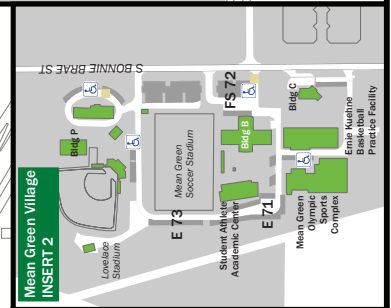 Mean Green Village
INSERT 2
S BONNIE BRAE ST
Bldg P
Lovelace
Stadium
Mean Green
Soccer Stadium
E 73
FS 72
Bldg B
Student Athlete
Academic Center
E 71
Bldg C
Mean Green
Olympic
Sports
Complex
Ernie Kuehne
Basketball
Practice Facility